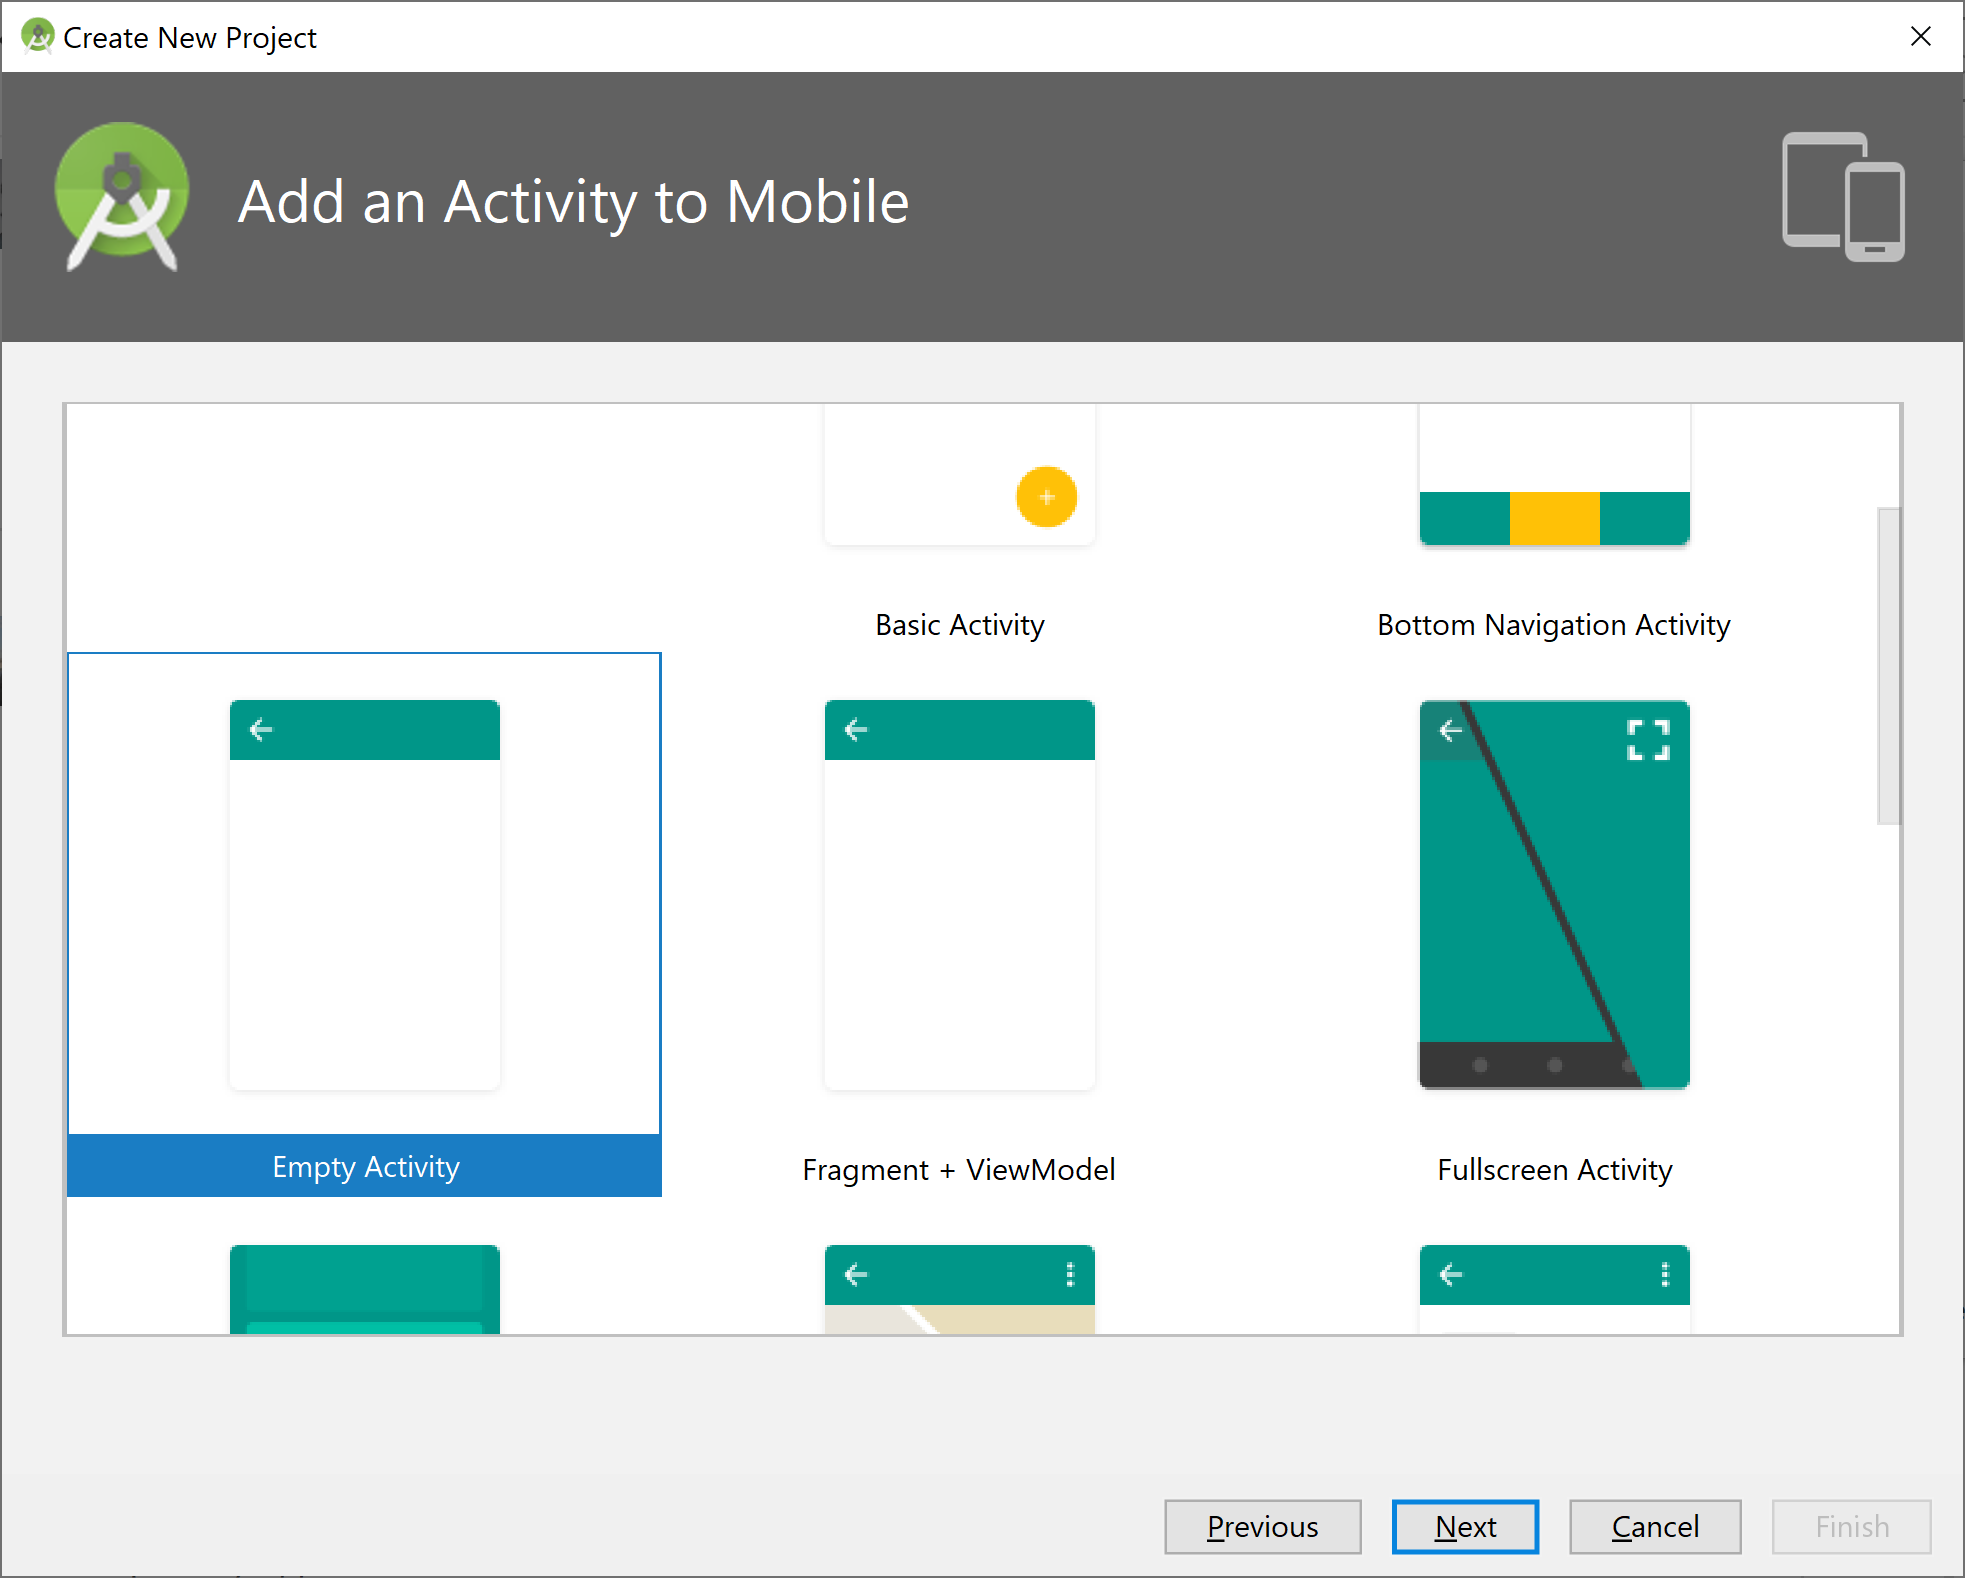 Create New Project
Add an Activity to Mobile
Basic Activity
Bottom Navigation Activity
Empty Activity
Fragment + ViewModel
Fullscreen Activity
Previous
Next
Cancel
Finish